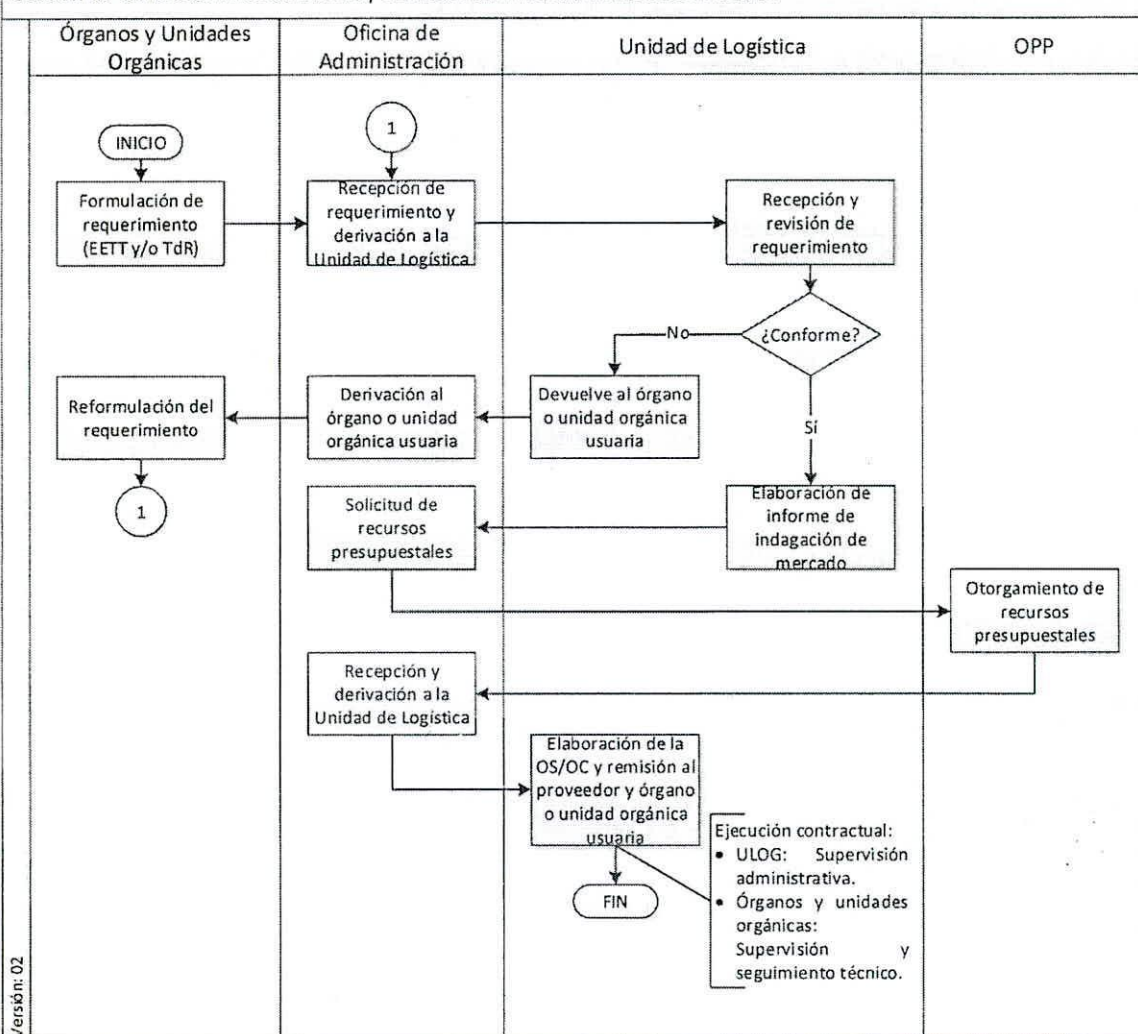 Órganos y Unidades
Orgánicas
Oficina de
Administración
Unidad de Logística
OPP
INICIO
1
Formulación de
requerimiento
(EETT y/o TdR)
Recepción de
requerimiento y
derivación a la
Unidad de Logística
Recepción y
revisión de
requerimiento
¿Conforme?
No
Sí
Devuelve al órgano
o unidad orgánica
usuaria
Derivación al
órgano o unidad
orgánica usuaria
Reformulación del
requerimiento
1
Elaboración de
informe de
indagación de
mercado
Solicitud de
recursos
presupuestales
Otorgamiento de
recursos
presupuestales
Recepción y
derivación a la
Unidad de Logística
Elaboración de la
OS/OC y remisión al
proveedor y órgano
o unidad orgánica
usuaria
FIN
Ejecución contractual:
• ULOG: Supervisión
administrativa.
• Órganos y unidades
orgánicas:
Supervisión y
seguimiento técnico.
Versión: 02